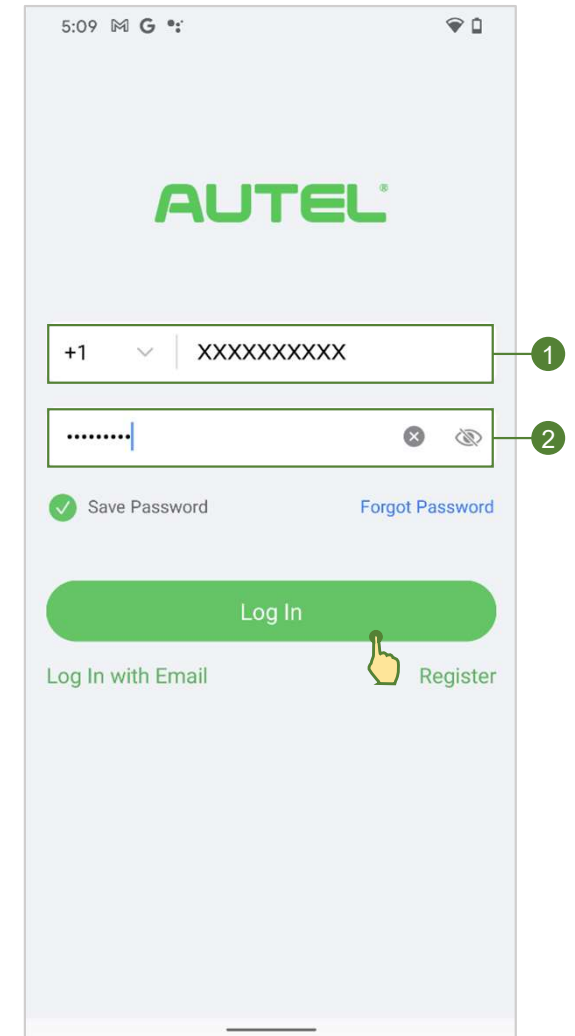 5:09 M G
AUTEL®
+1 XXXXXXXXXX 1
••••••••• 2
Save Password Forgot Password
Log In
Log In with Email Register